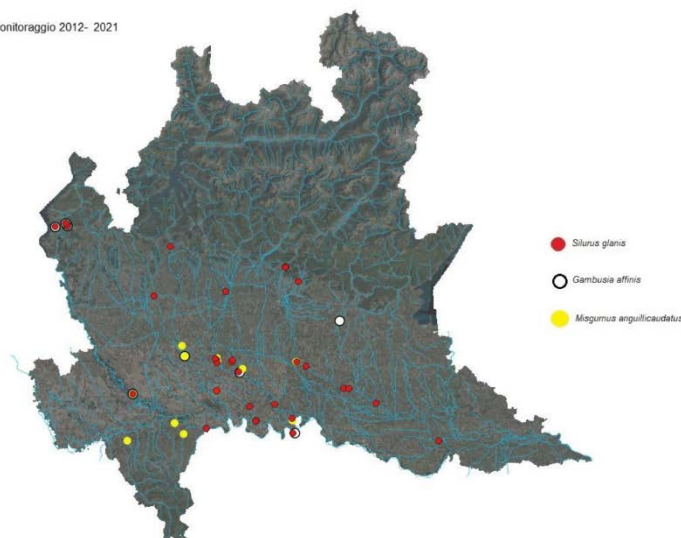 onitoraggio 2012- 2021
Silurus glanis
Gambusia affinis
Misgurnus anguillicaudatus